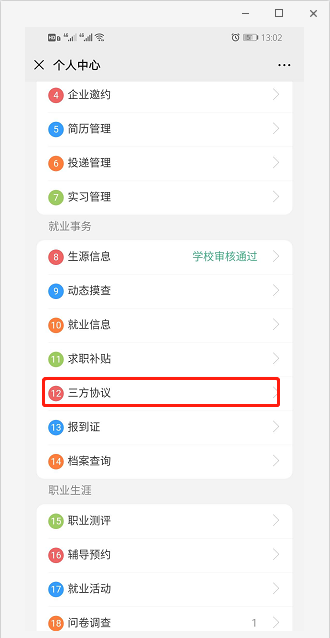 13:02
个人中心
4 企业邀约
5 简历管理
6 投递管理
7 实习管理
就业事务
8 生源信息 学校审核通过
9 动态摸查
10 就业信息
11 求职补贴
12 三方协议
13 报到证
14 档案查询
职业生涯
15 职业测评
16 辅导预约
17 就业活动
18 问卷调查 1